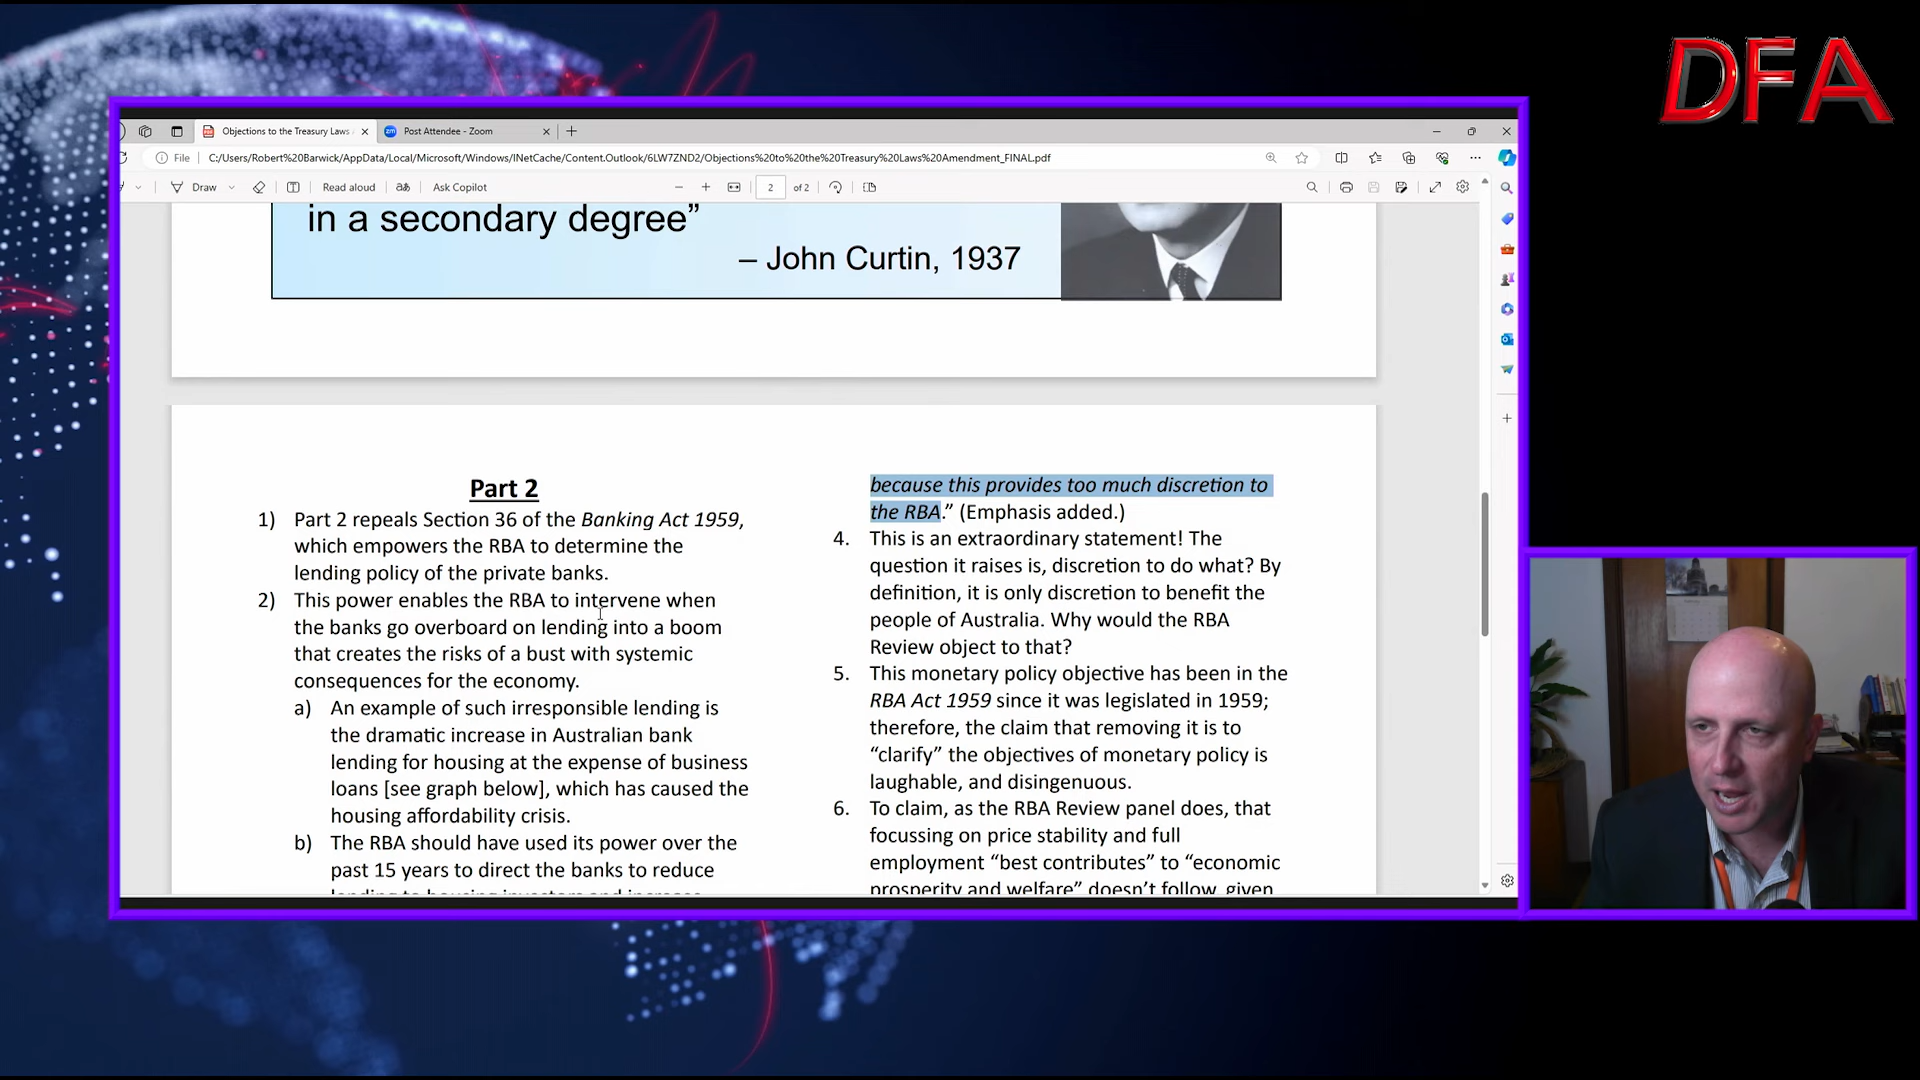 DFA
Objections to the Treasury Laws
Post Attendee - Zoom
File
C:/Users/Robert%20Barwick/AppData/Local/Microsoft/Windows/INetCache/Content.Outlook/6LW7ZND2/Objections%20to%20the%20Treasury%20Laws%20Amendment_FINAL.pdf
Draw
Read aloud
Ask Copilot
2
of 2
in a secondary degree”
– John Curtin, 1937
Part 2
1) Part 2 repeals Section 36 of the Banking Act 1959,
which empowers the RBA to determine the
lending policy of the private banks.
2) This power enables the RBA to intervene when
the banks go overboard on lending into a boom
that creates the risks of a bust with systemic
consequences for the economy.
a) An example of such irresponsible lending is
the dramatic increase in Australian bank
lending for housing at the expense of business
loans [see graph below], which has caused the
housing affordability crisis.
b) The RBA should have used its power over the
past 15 years to direct the banks to reduce
lending to housing investors and increase
because this provides too much discretion to
the RBA.” (Emphasis added.)
4. This is an extraordinary statement! The
question it raises is, discretion to do what? By
definition, it is only discretion to benefit the
people of Australia. Why would the RBA
Review object to that?
5. This monetary policy objective has been in the
RBA Act 1959 since it was legislated in 1959;
therefore, the claim that removing it is to
“clarify” the objectives of monetary policy is
laughable, and disingenuous.
6. To claim, as the RBA Review panel does, that
focussing on price stability and full
employment “best contributes” to “economic
prosperity and welfare” doesn’t follow, given